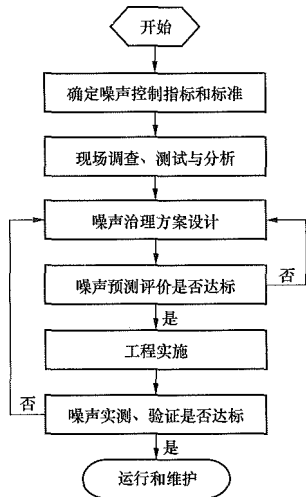 开始
确定噪声控制指标和标准
现场调查、测试与分析
噪声治理方案设计
噪声预测评价是否达标
否
是
工程实施
否
噪声实测、验证是否达标
是
运行和维护